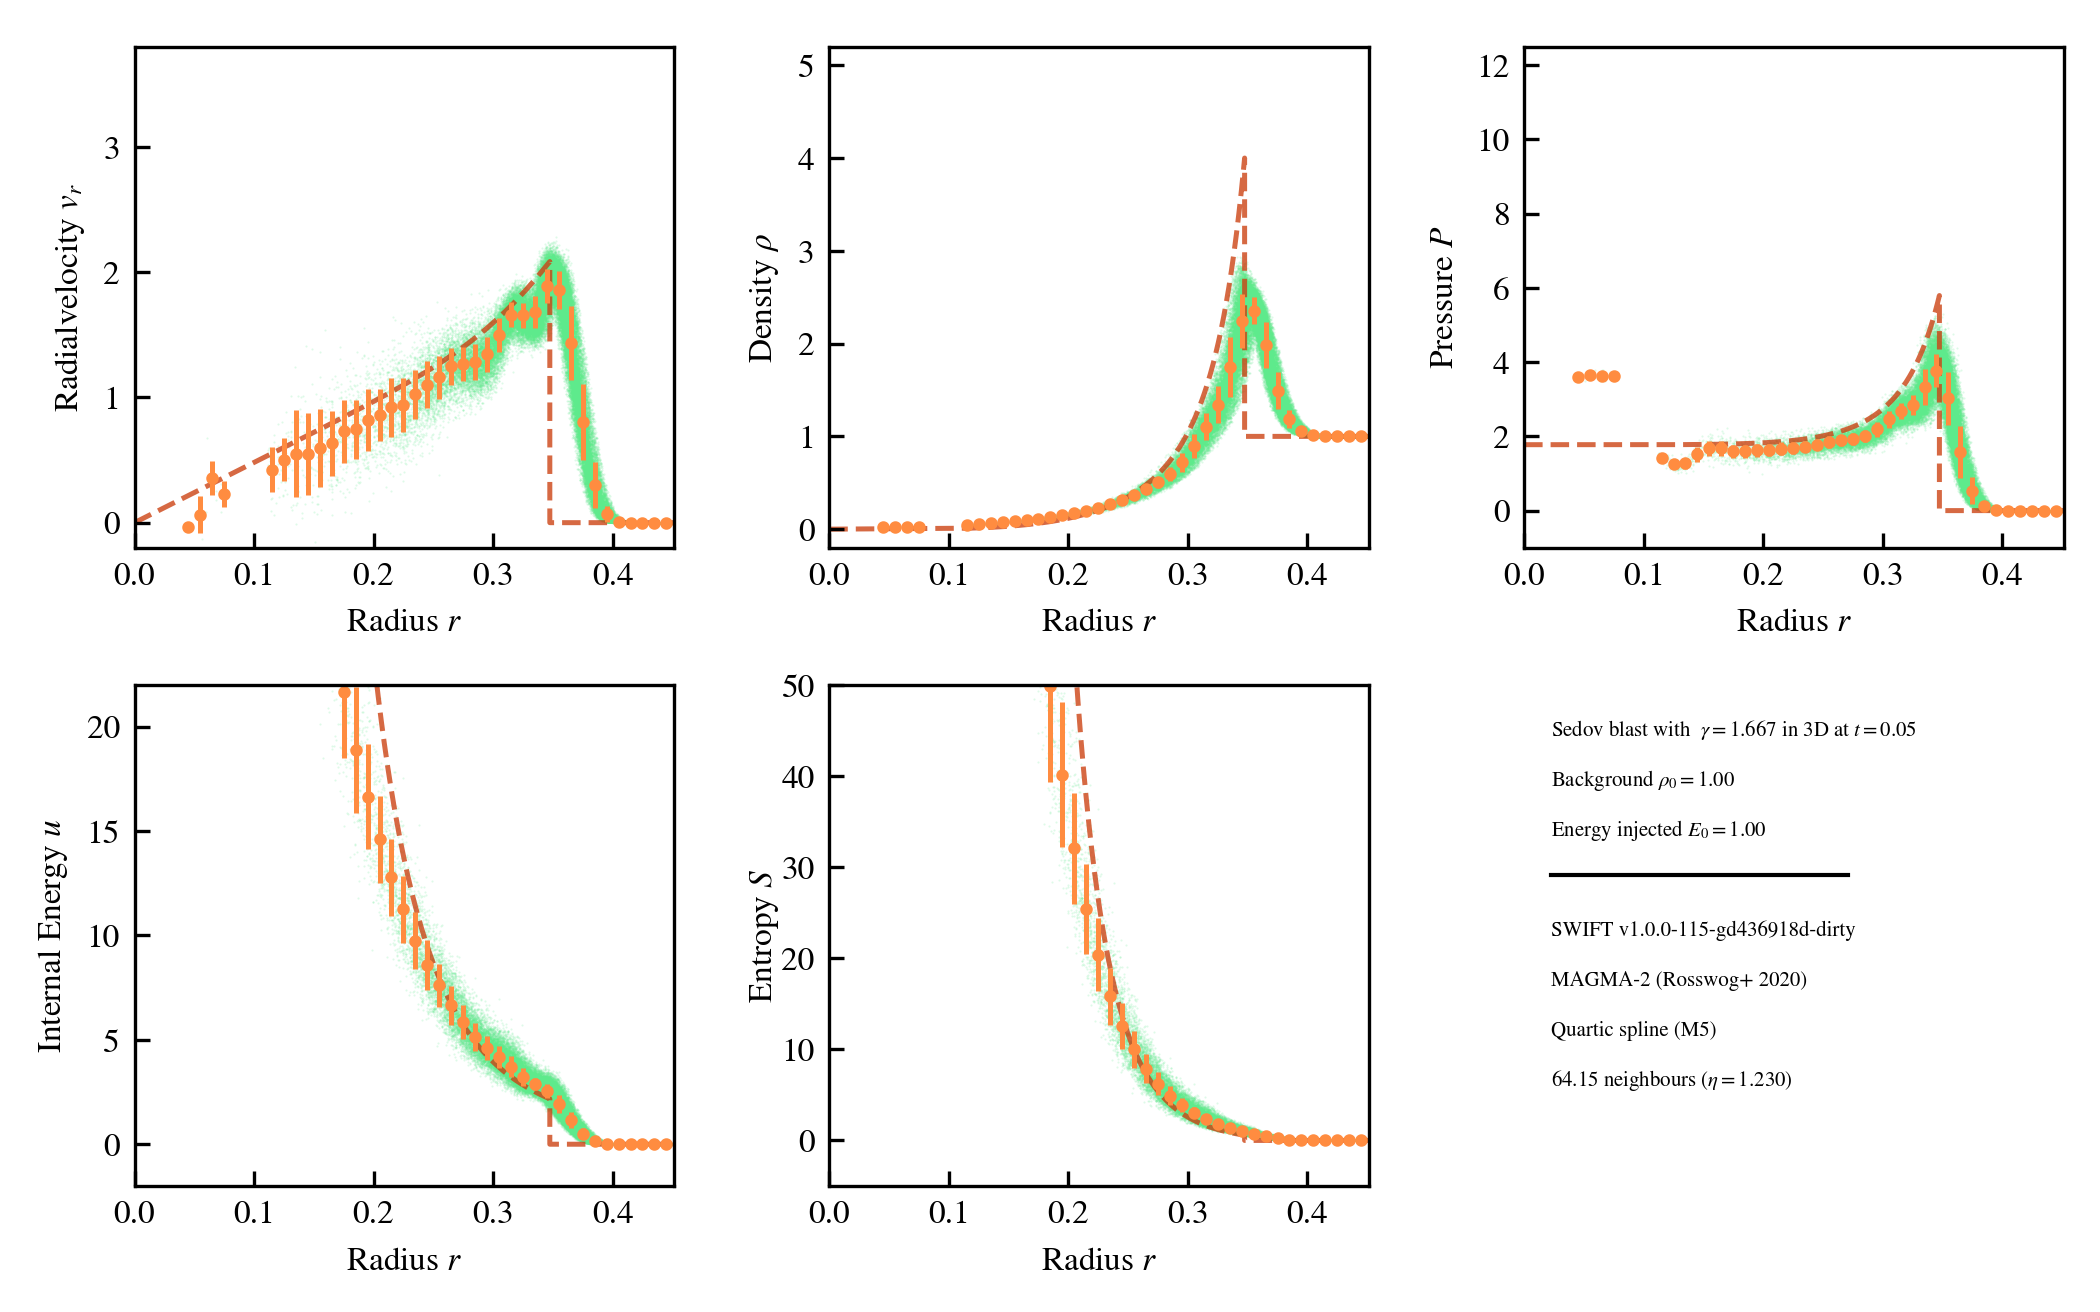 3
2
1
0
Radialvelocity vr
0.0 0.1 0.2 0.3 0.4
Radius r
5
4
3
2
1
0
Density ρ
0.0 0.1 0.2 0.3 0.4
Radius r
12
10
8
6
4
2
0
Pressure P
0.0 0.1 0.2 0.3 0.4
Radius r
20
15
10
5
0
Internal Energy u
0.0 0.1 0.2 0.3 0.4
Radius r
50
40
30
20
10
0
Entropy S
0.0 0.1 0.2 0.3 0.4
Radius r
Sedov blast with γ = 1.667 in 3D at t = 0.05
Background ρ0 = 1.00
Energy injected E0 = 1.00
SWIFT v1.0.0-115-gd436918d-dirty
MAGMA-2 (Rosswog+ 2020)
Quartic spline (M5)
64.15 neighbours (η = 1.230)